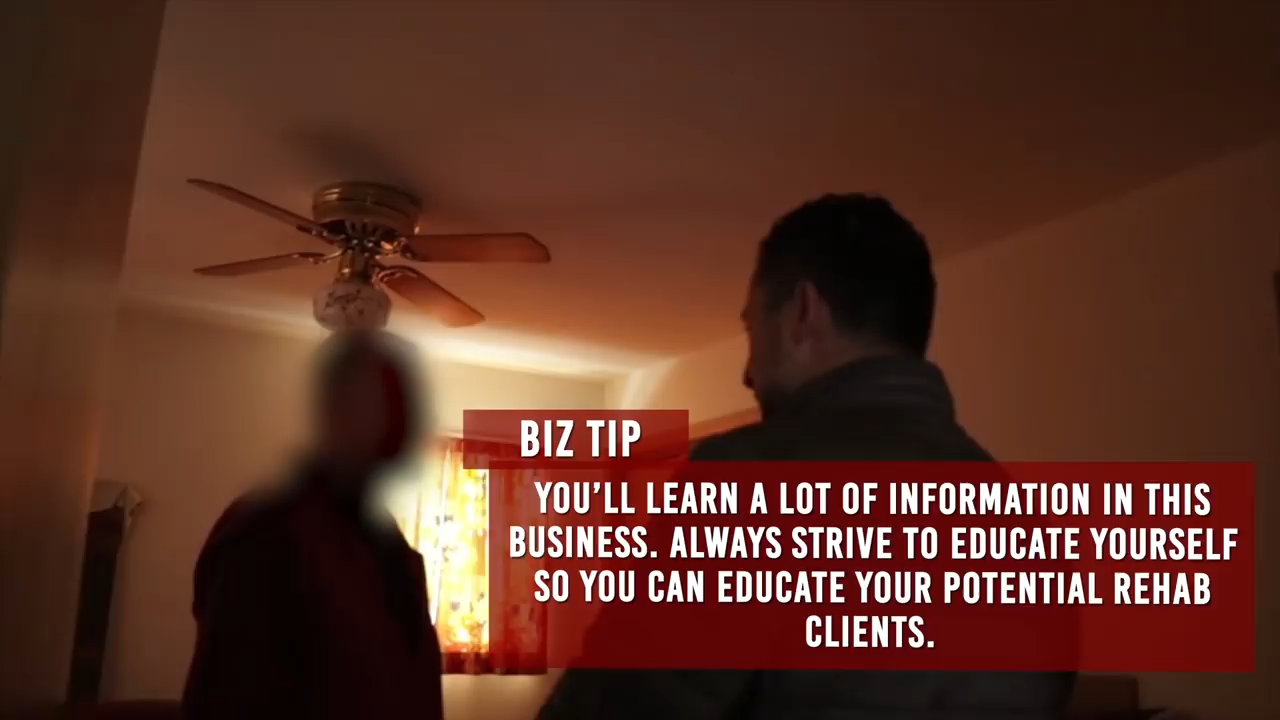 BIZ TIP
YOU'LL LEARN A LOT OF INFORMATION IN THIS
BUSINESS. ALWAYS STRIVE TO EDUCATE YOURSELF
SO YOU CAN EDUCATE YOUR POTENTIAL REHAB
CLIENTS.